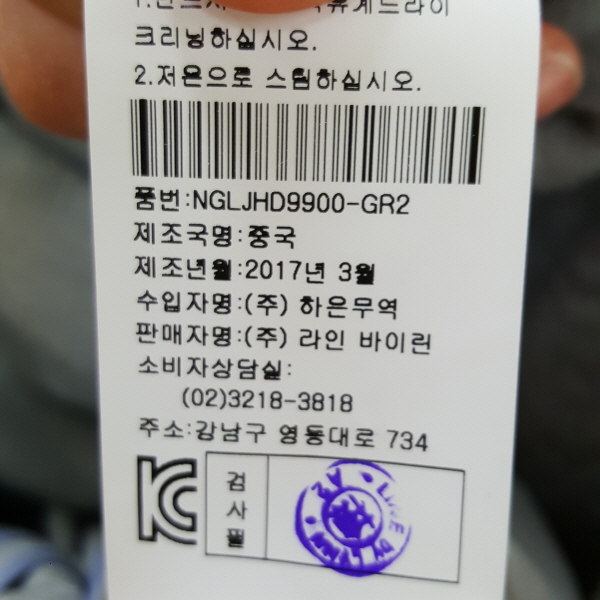 크리닝하십시오.
2.저온으로 스팀하십시오.
품번:NGLJHD9900-GR2
제조국명:중국
제조년월:2017년 3월
수입자명:(주) 하은무역
판매자명:(주) 라인 바이린
소비자상담실:
(02)3218-3818
주소:강남구 영동대로 734
검사필
LINE BY LYNN